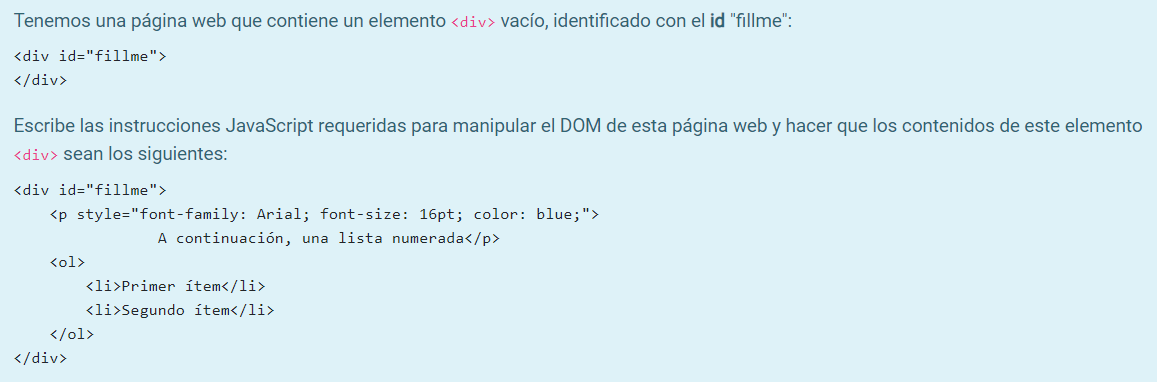 Tenemos una página web que contiene un elemento <div> vacío, identificado con el id "fillme":
<div id="fillme">
</div>
Escribe las instrucciones JavaScript requeridas para manipular el DOM de esta página web y hacer que los contenidos de este elemento
<div> sean los siguientes:
<div id="fillme">
    <p style="font-family: Arial; font-size: 16pt; color: blue;">
                A continuación, una lista numerada</p>
    <ol>
        <li>Primer ítem</li>
        <li>Segundo ítem</li>
    </ol>
</div>